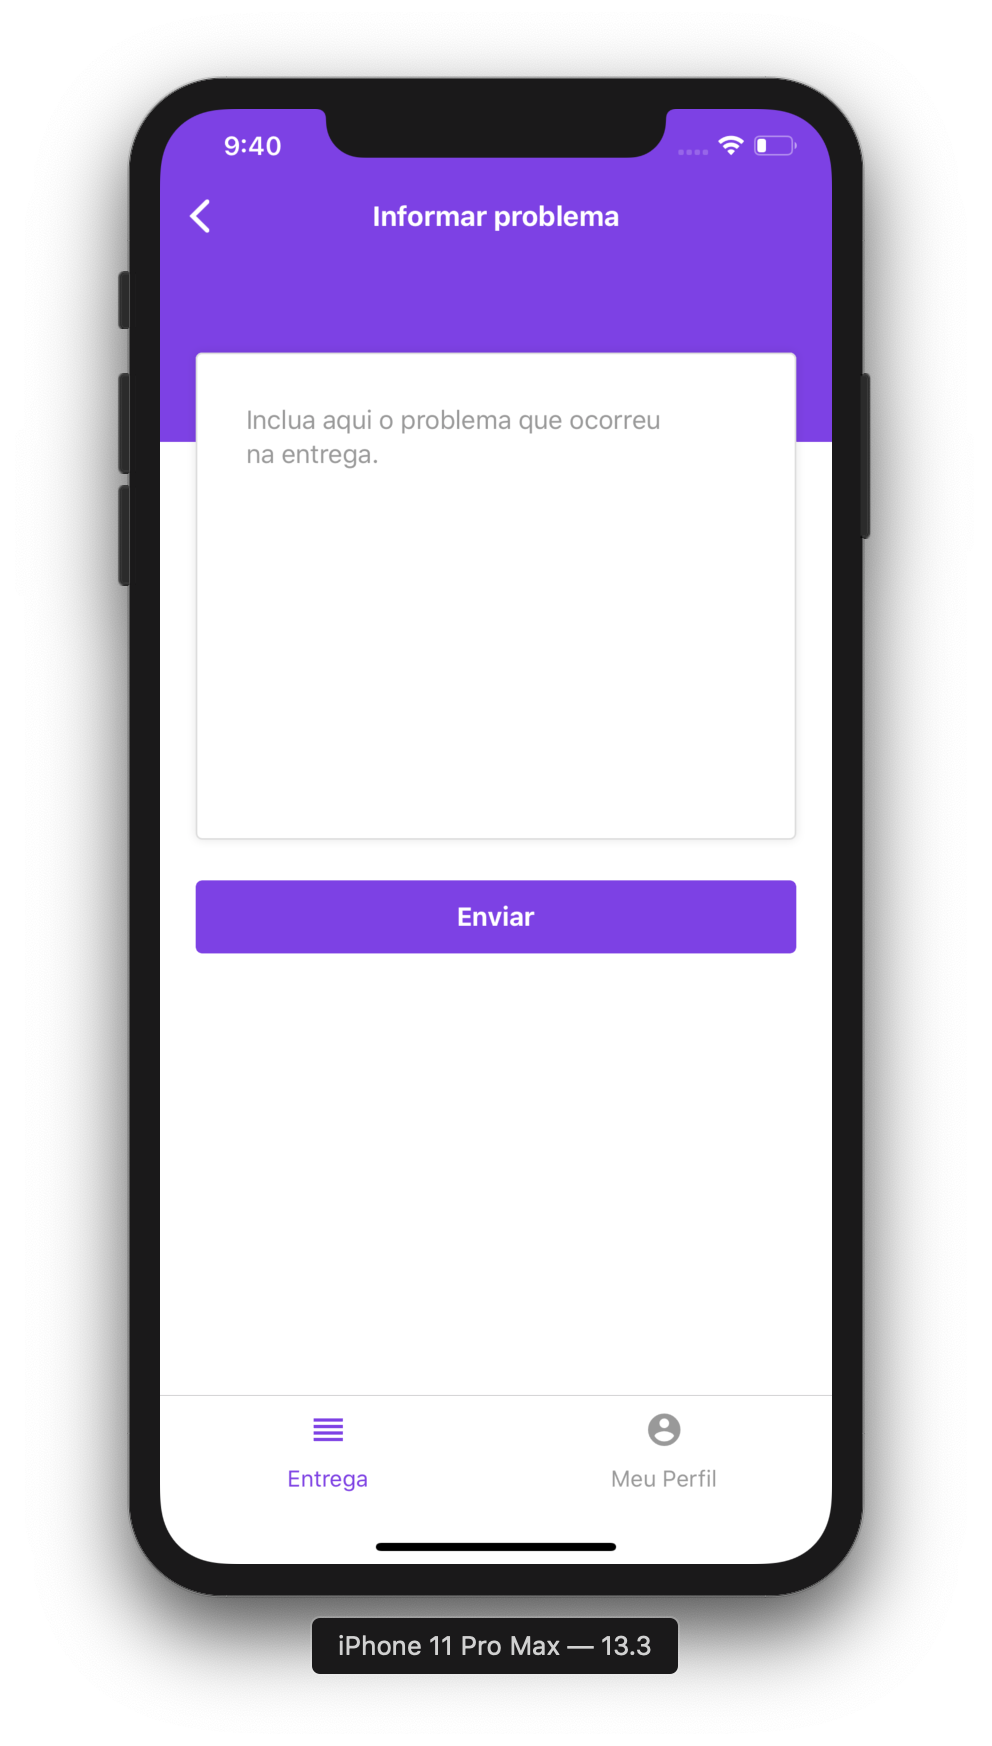 9:40
Informar problema
Inclua aqui o problema que ocorreu
na entrega.
Enviar
Entrega
Meu Perfil
iPhone 11 Pro Max — 13.3